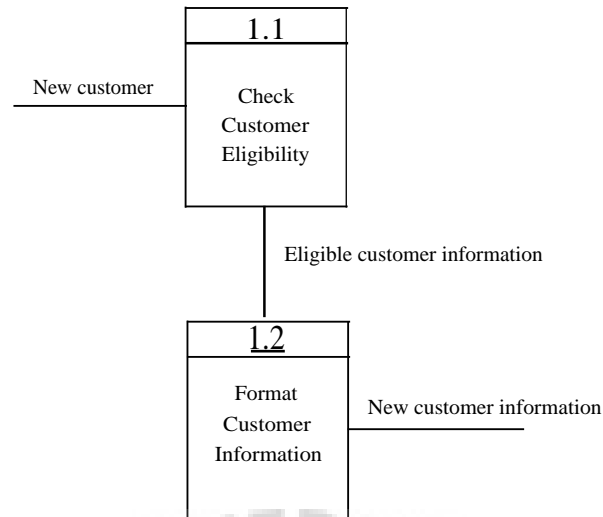 1.1
New customer
Check
Customer
Eligibility
Eligible customer information
1.2
Format
Customer
Information
New customer information